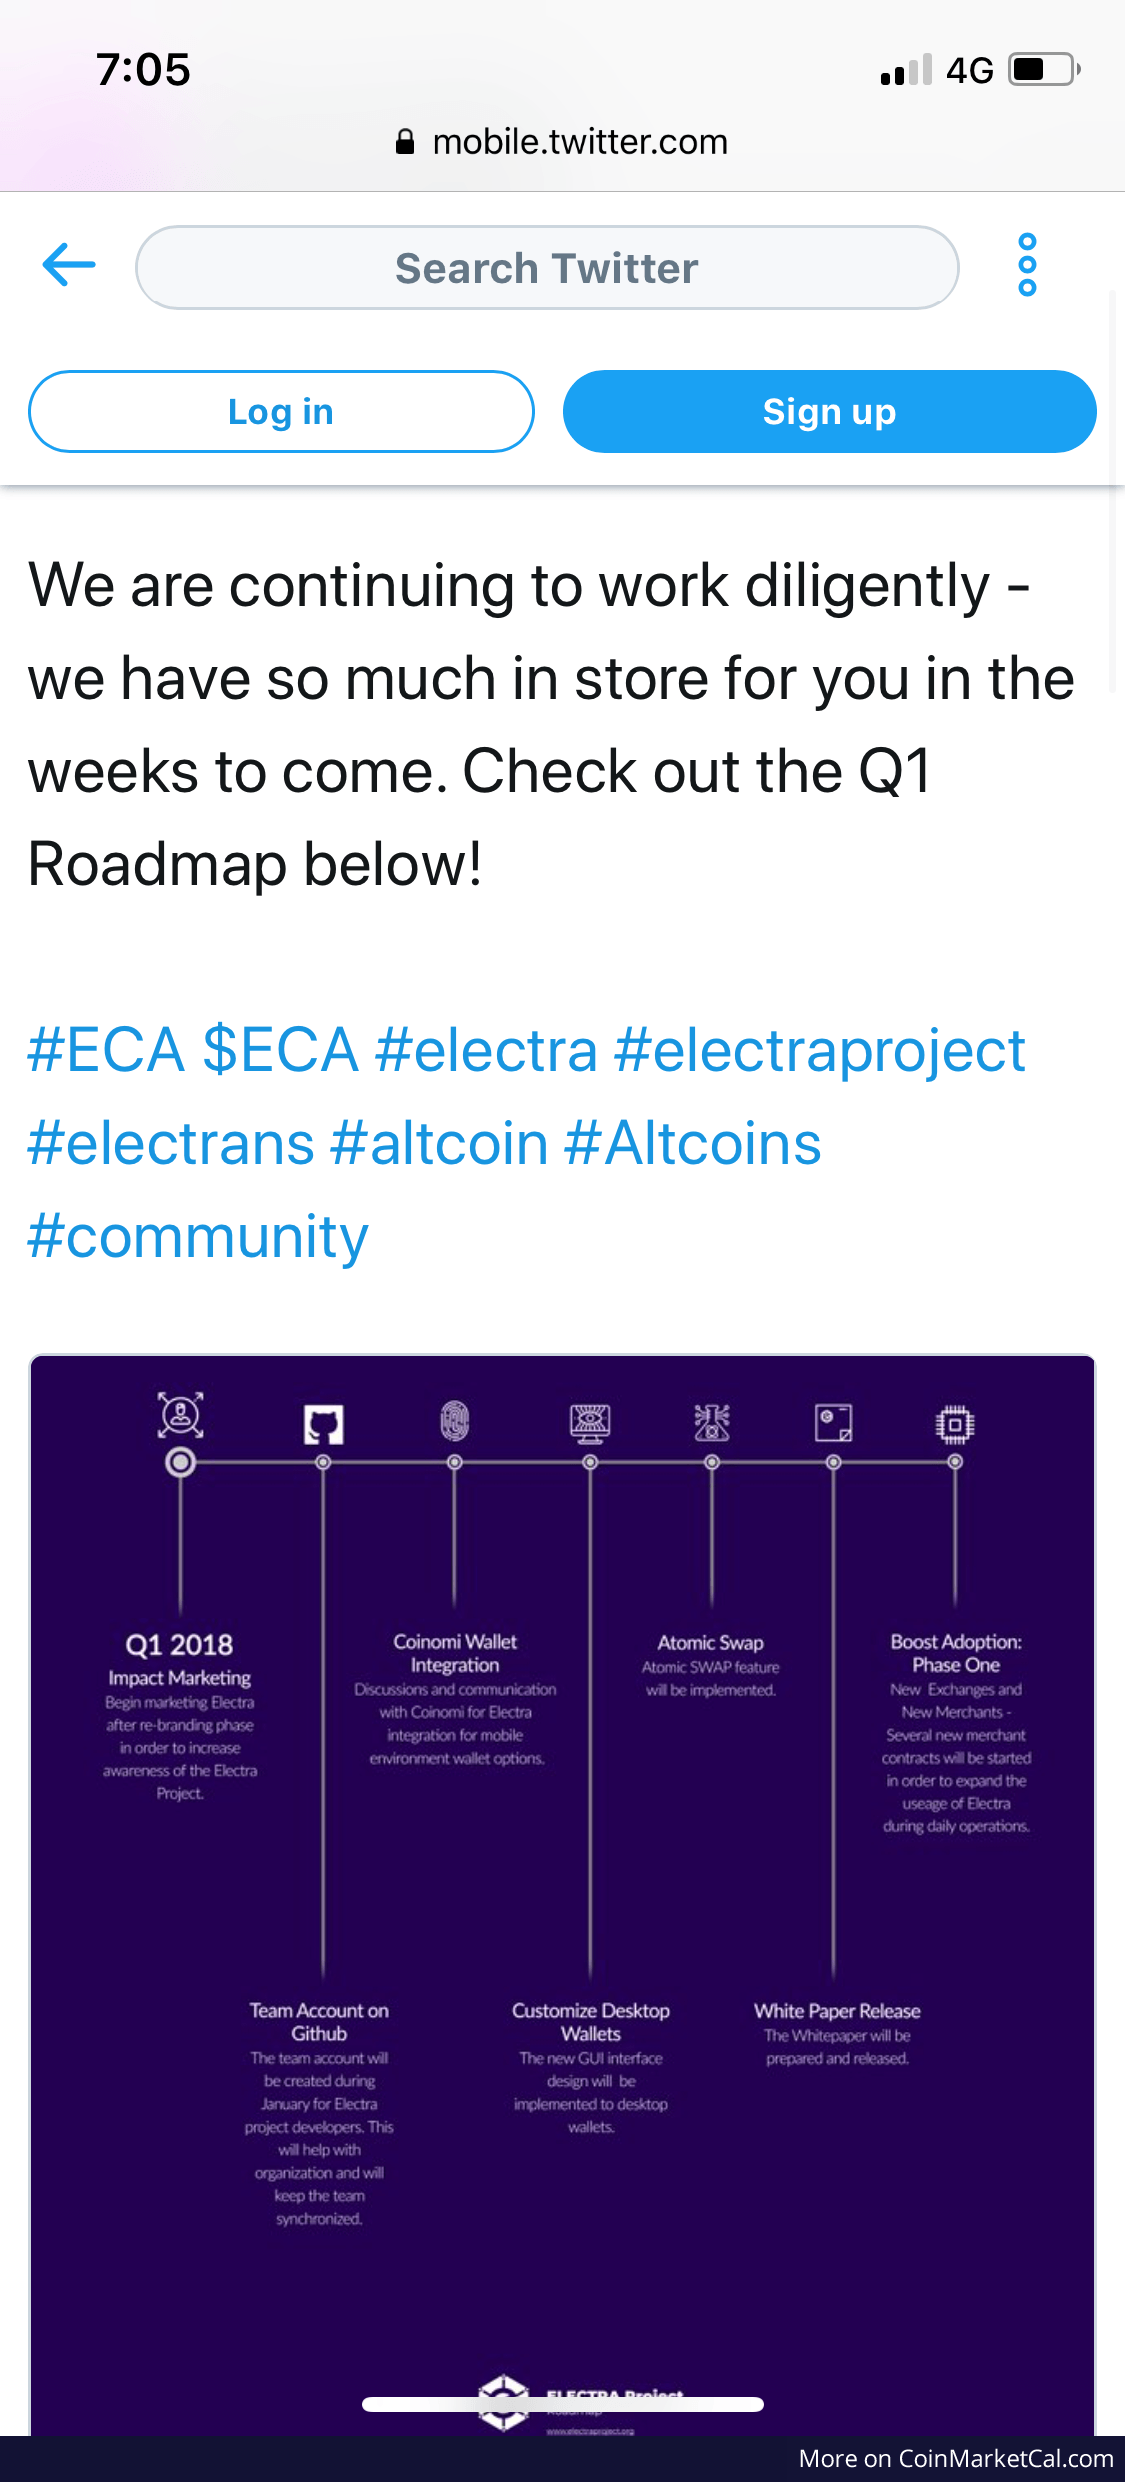 7:05
4G
mobile.twitter.com
Search Twitter
Log in
Sign up
We are continuing to work diligently -
we have so much in store for you in the
weeks to come. Check out the Q1
Roadmap below!
#ECA $ECA #electra #electraproject
#electrans #altcoin #Altcoins
#community
Q1 2018
Impact Marketing
Begin marketing Electra
after re-branding phase
in order to increase
awareness of the Electra
Project.
Coinomi Wallet
Integration
Discussions and communication
with Coinomi for Electra
integration for mobile
environment wallet options.
Atomic Swap
Atomic SWAP feature
will be implemented.
Boost Adoption:
Phase One
New Exchanges and
New Merchants -
Several new merchant
contracts will be started
in order to expand the
useage of Electra
during daily operations.
Team Account on
Github
The team account will
be created during
January for Electra
project developers. This
will help with
organization and will
keep the team
synchronized.
Customize Desktop
Wallets
The new GUI interface
design will be
implemented to desktop
wallets.
White Paper Release
The Whitepaper will be
prepared and released.
ELECTRA Project
Roadmap
www.electraproject.org
More on CoinMarketCal.com